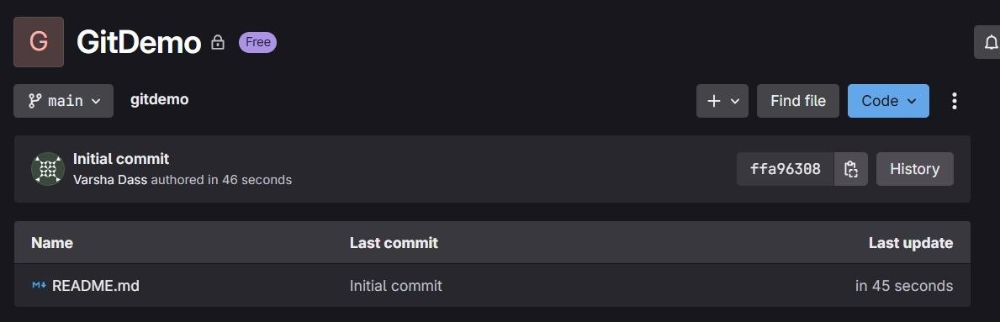 G GitDemo Free
main gitdemo Find file Code
Initial commit
Varsha Dass authored in 46 seconds
ffa96308 History
Name Last commit Last update
README.md Initial commit in 45 seconds